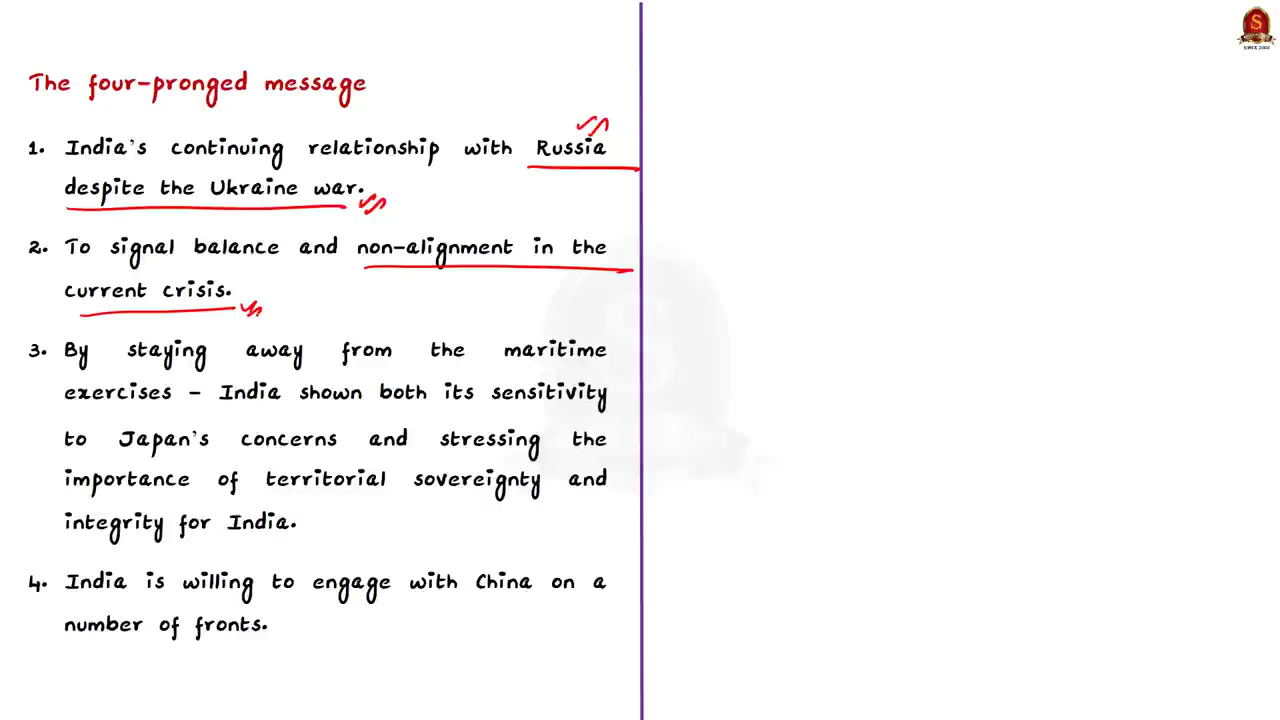 The four-pronged message
1. India's continuing relationship with Russia
despite the Ukraine war.
2. To signal balance and non-alignment in the
current crisis.
3. By staying away from the maritime
exercises – India shown both its sensitivity
to Japan's concerns and stressing the
importance of territorial sovereignty and
integrity for India.
4. India is willing to engage with China on a
number of fronts.
S
SINCE 2004